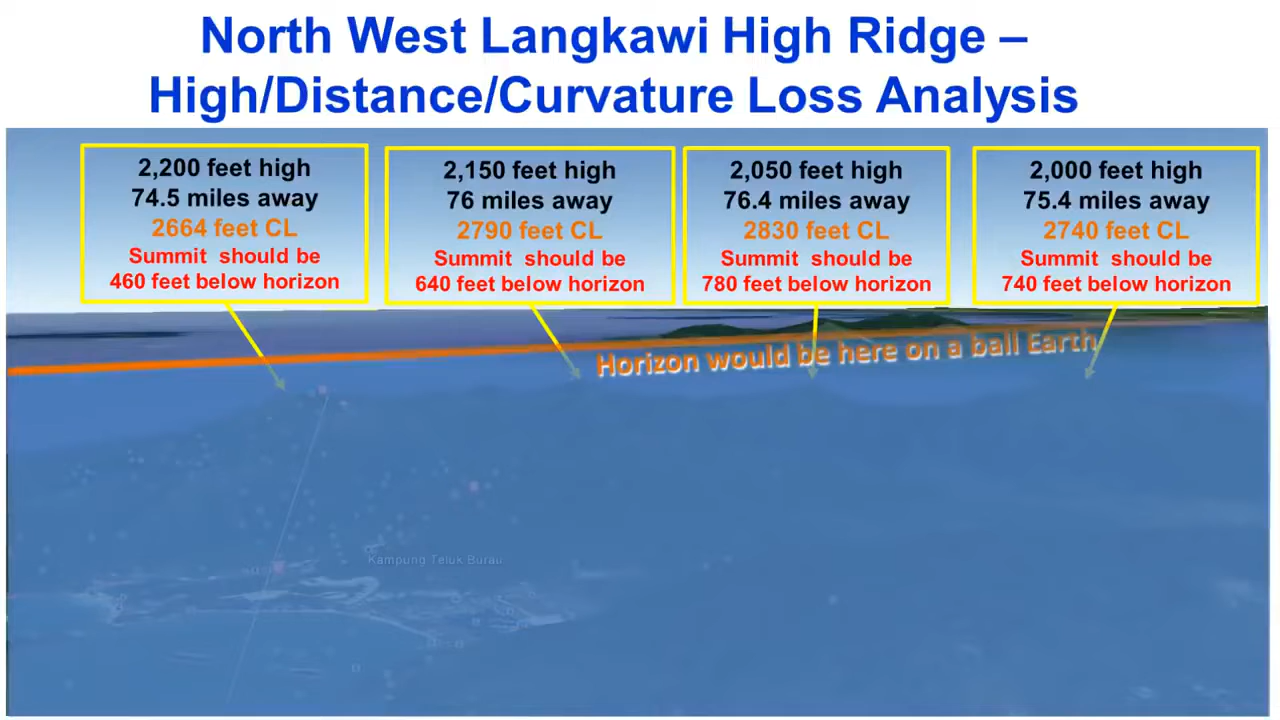 North West Langkawi High Ridge –
High/Distance/Curvature Loss Analysis
2,200 feet high
74.5 miles away
2664 feet CL
Summit should be
460 feet below horizon
2,150 feet high
76 miles away
2790 feet CL
Summit should be
640 feet below horizon
2,050 feet high
76.4 miles away
2830 feet CL
Summit should be
780 feet below horizon
2,000 feet high
75.4 miles away
2740 feet CL
Summit should be
740 feet below horizon
Horizon would be here on a ball Earth
Kampung Teluk Burau